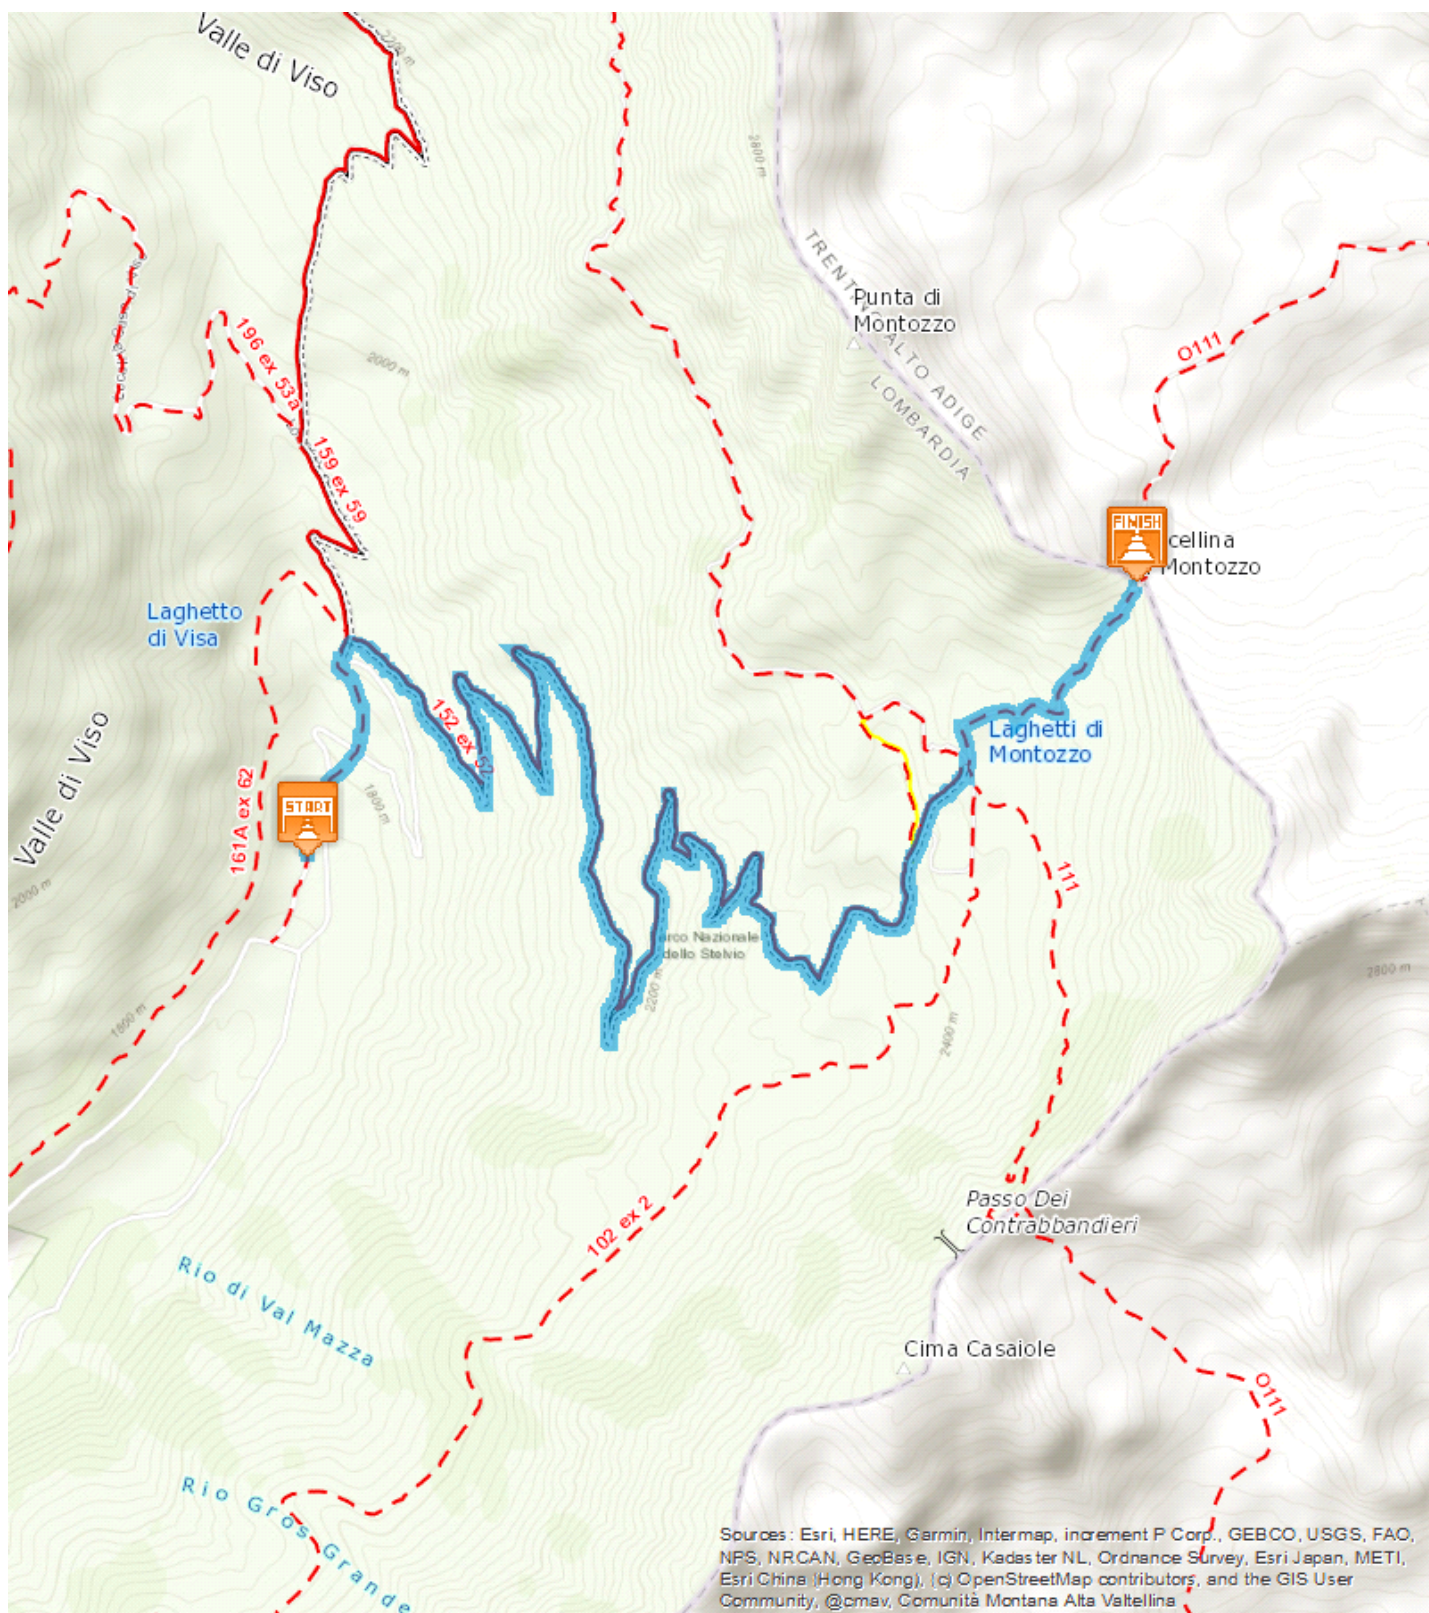 Valle di Viso
2200 m
2800 m
TRENTINO-ALTO ADIGE
LOMBARDIA
Punta di
Montozzo
O111
196 ex 53 a
2000 m
159 ex 59
FINISH
cellina
Montozzo
Laghetto
di Visa
152 ex 52
Laghetti di
Montozzo
Valle di Viso
161A ex 62
START
1800 m
111
2000 m
arco Nazionale
dello Stelvio
2200 m
2800 m
1800 m
2400 m
Passo Dei
Contrabbandieri
102 ex 2
Rio di Val Mazza
Cima Casaiole
O111
Rio Gros Grande
Sources: Esri, HERE, Garmin, Intermap, increment P Corp., GEBCO, USGS, FAO,
NPS, NRCAN, GeoBase, IGN, Kadaster NL, Ordnance Survey, Esri Japan, METI,
Esri China (Hong Kong), (c) OpenStreetMap contributors, and the GIS User
Community, @cmav, Comunità Montana Alta Valtellina